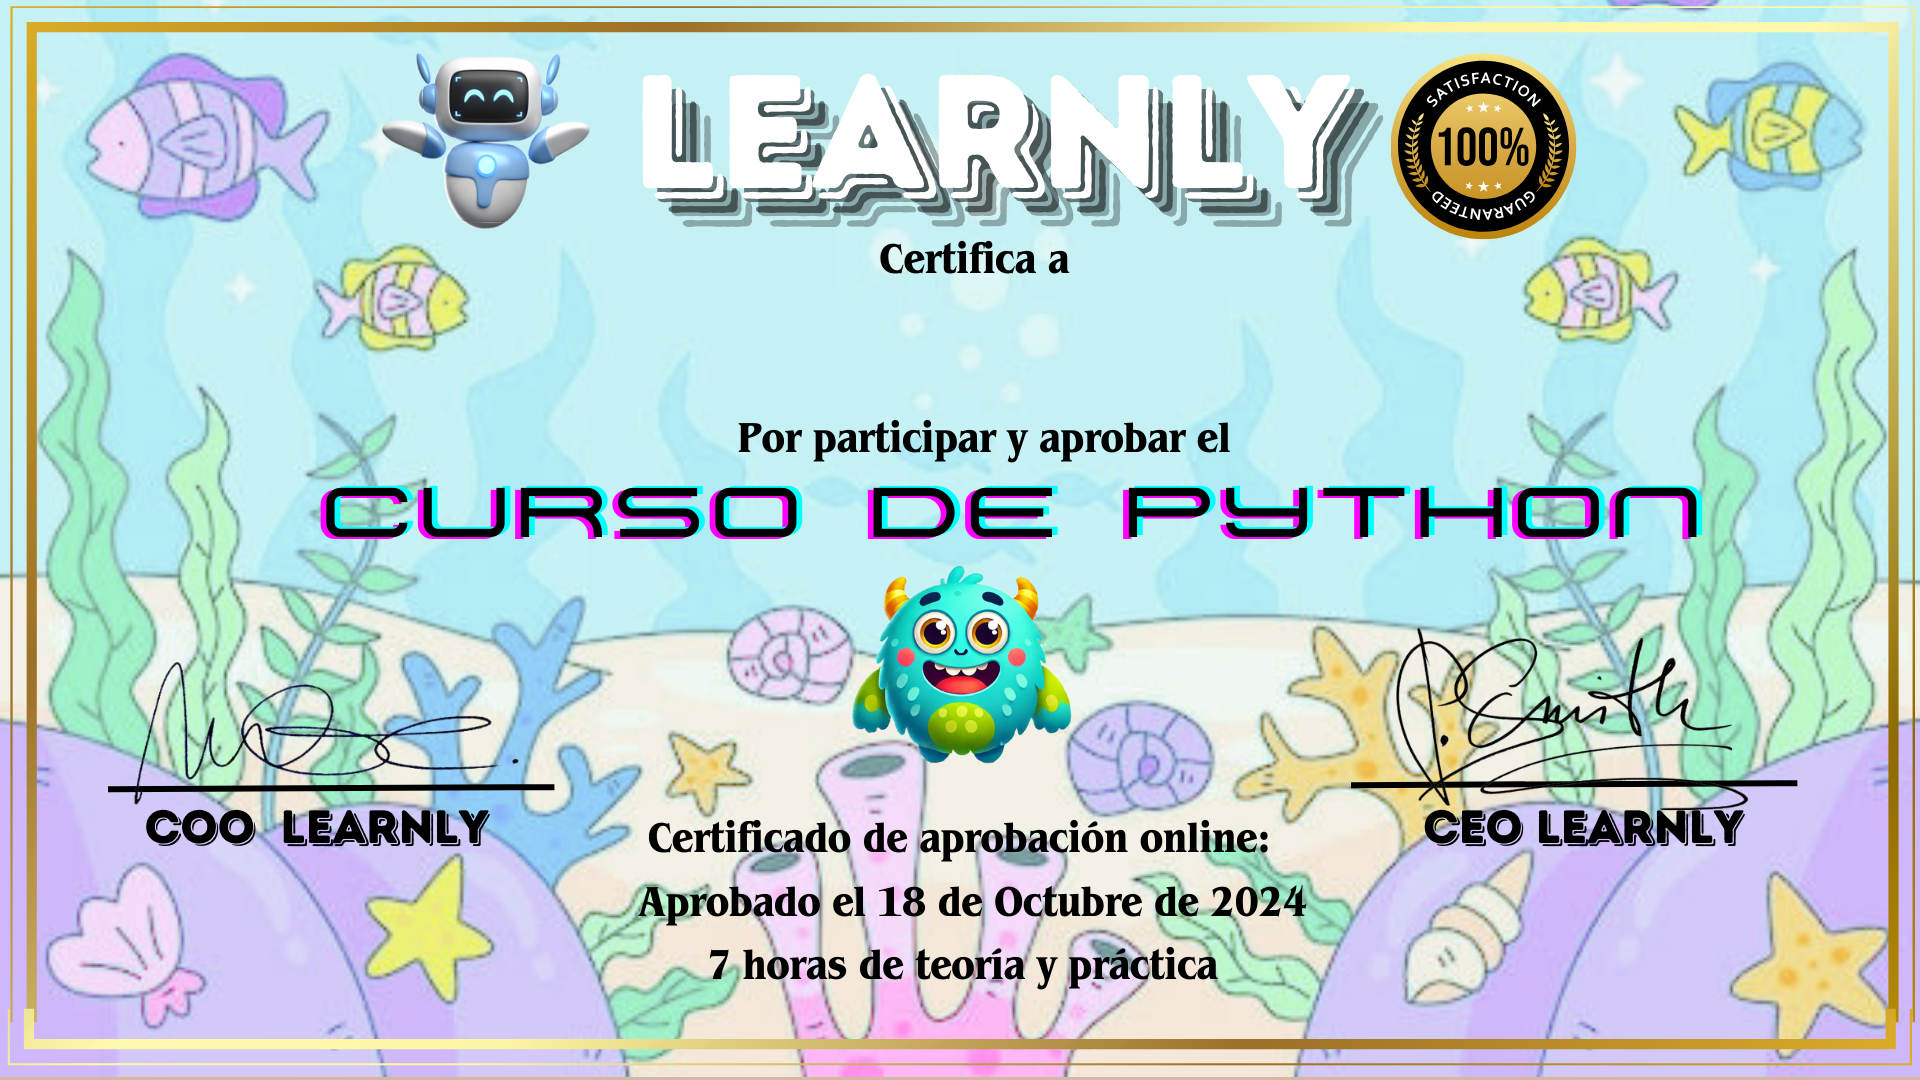 LEARNLY
SATISFACTION
100%
GUARANTEED
Certifica a
Por participar y aprobar el
CURSO DE PYTHON
P. Smith
COO LEARNLY
CEO LEARNLY
Certificado de aprobación online:
Aprobado el 18 de Octubre de 2024
7 horas de teoría y práctica